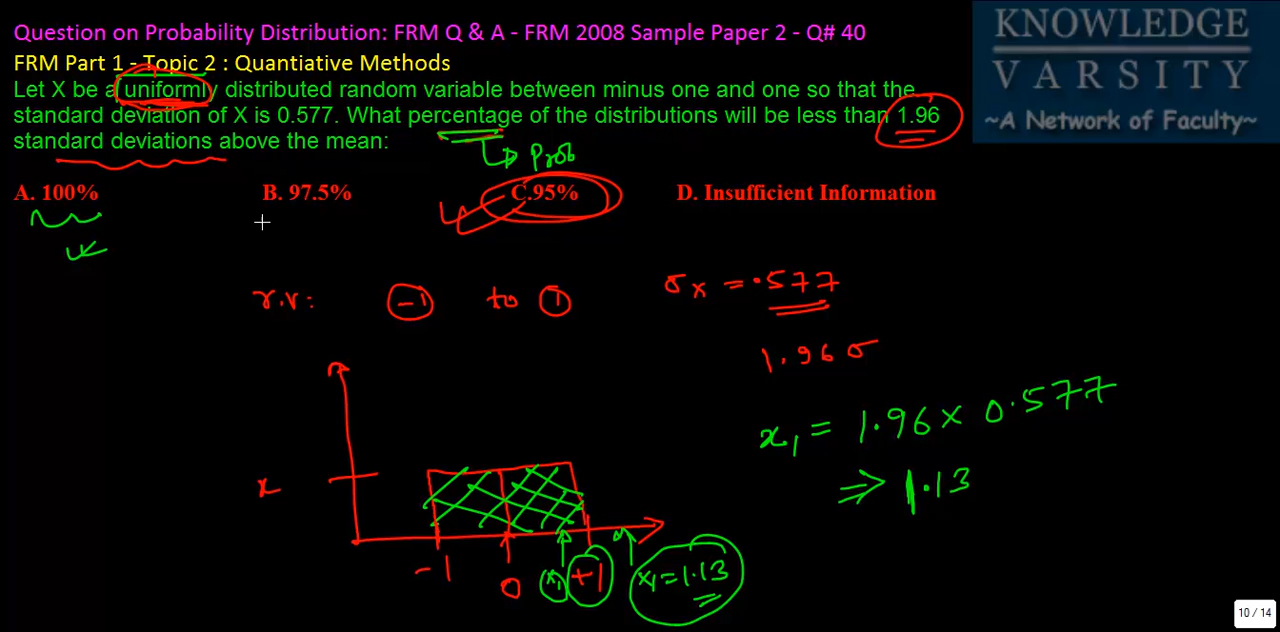 Question on Probability Distribution: FRM Q & A - FRM 2008 Sample Paper 2 - Q# 40
KNOWLEDGE
VARSITY
~A Network of Faculty~
FRM Part 1 - Topic 2 : Quantiative Methods
Let X be a uniformly distributed random variable between minus one and one so that the
standard deviation of X is 0.577. What percentage of the distributions will be less than 1.96
standard deviations above the mean:
Prob
A. 100% B. 97.5% C.95% D. Insufficient Information
r.v: -1 to 1 σx = .577
1.96 σ
x1 = 1.96 × 0.577
⇒ 1.13
x
-1 0 x1 +1 x1 = 1.13
10 / 14